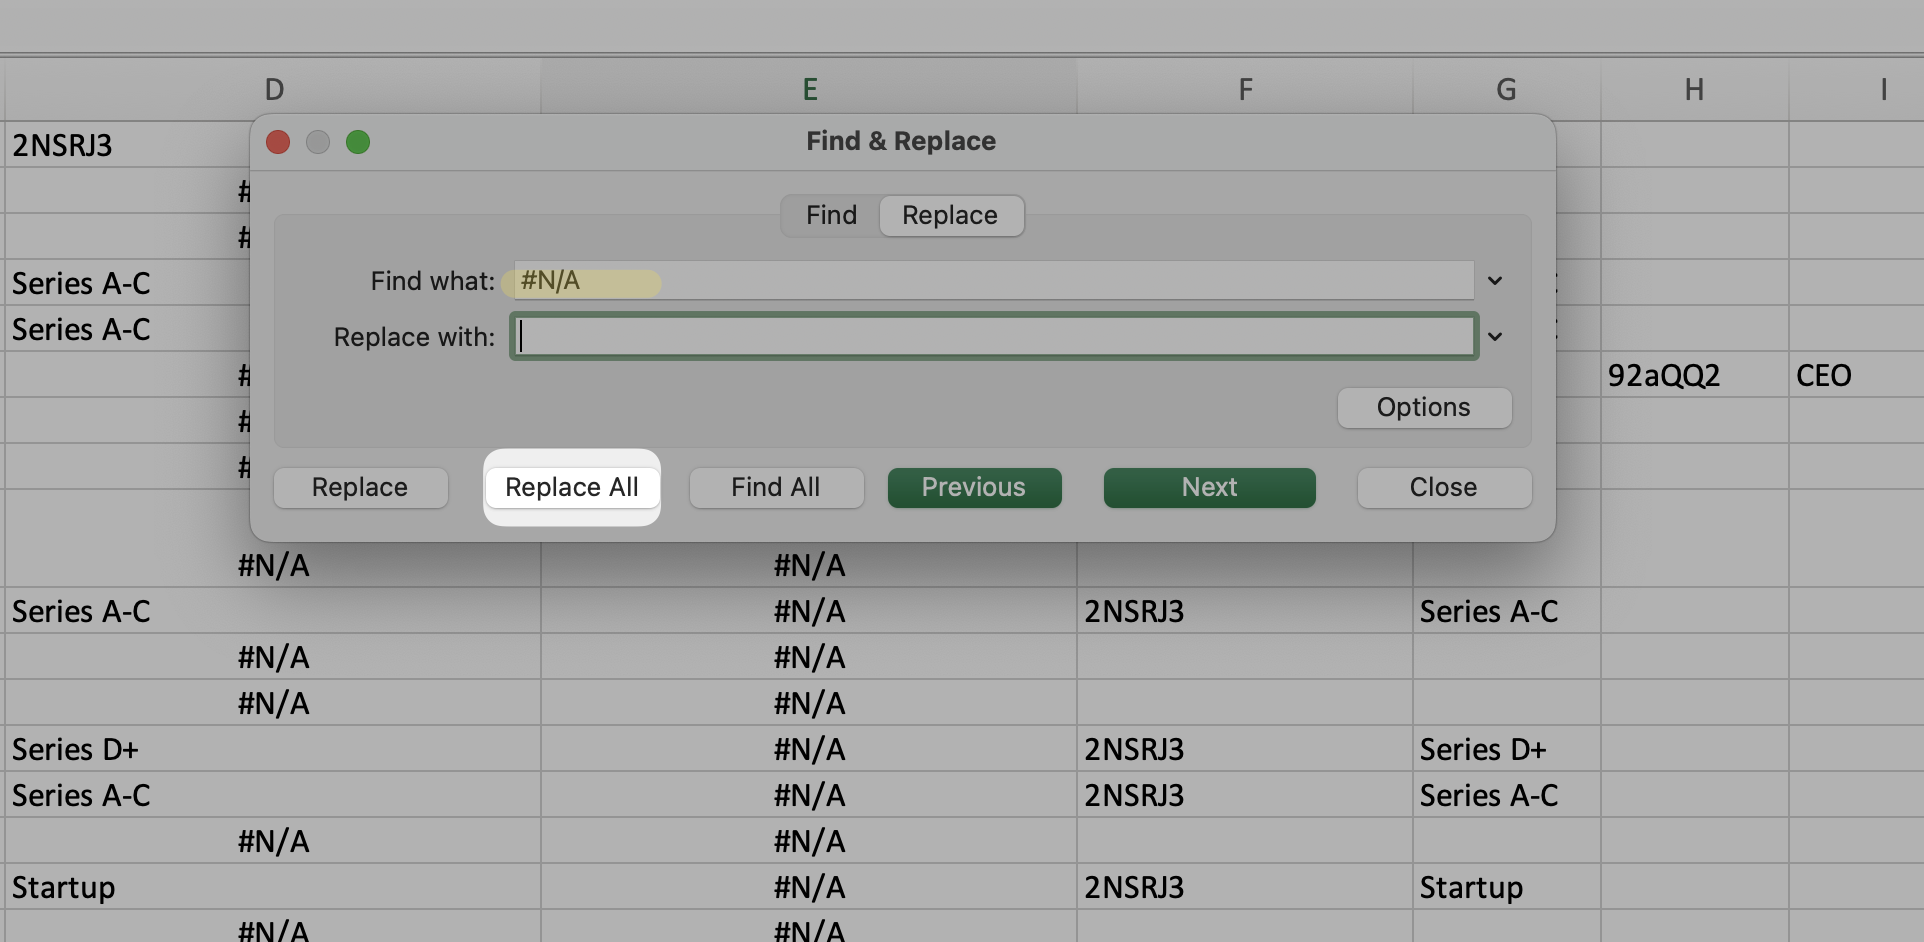 D E F G H I
2NSRJ3
Find & Replace
#
#
Find Replace
Series A-C
Find what: #N/A
Series A-C
Replace with:
# 92aQQ2 CEO
Options
#
#
Replace Replace All Find All Previous Next Close
#N/A #N/A
Series A-C #N/A 2NSRJ3 Series A-C
#N/A #N/A
#N/A #N/A
Series D+ #N/A 2NSRJ3 Series D+
Series A-C #N/A 2NSRJ3 Series A-C
#N/A #N/A
Startup #N/A 2NSRJ3 Startup
#N/A #N/A